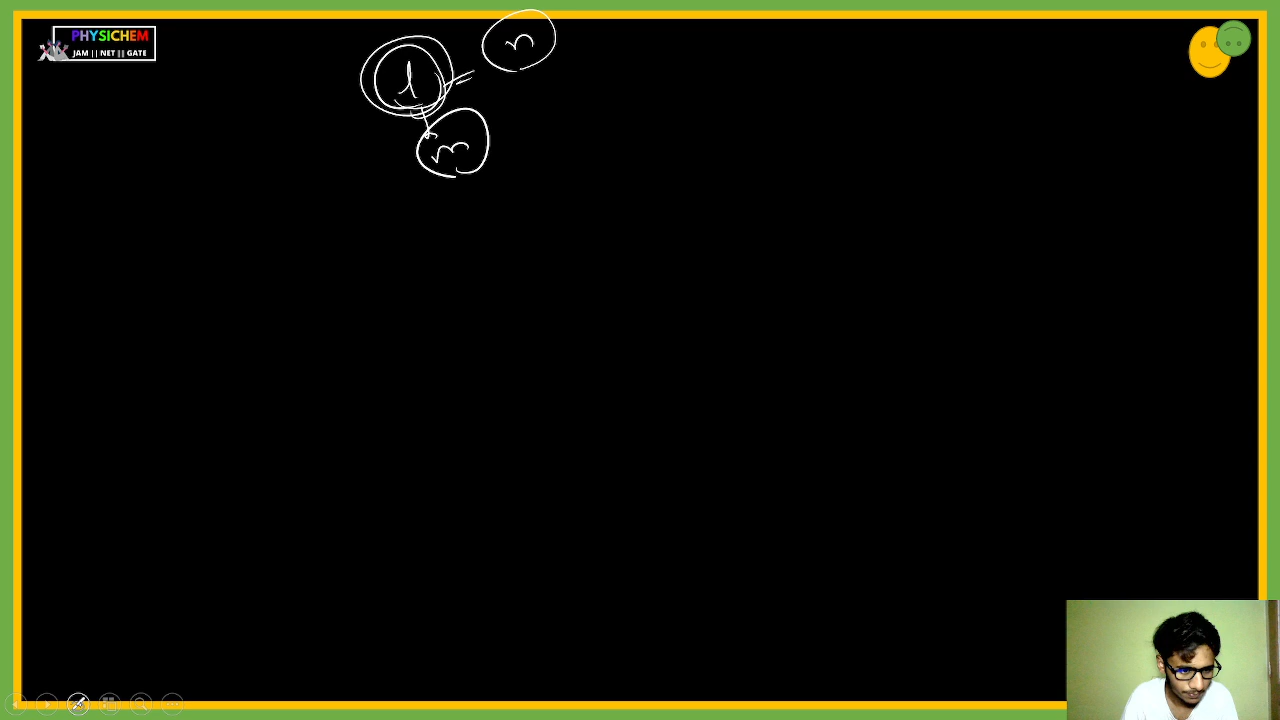 PHYSICHEM
JAM || NET || GATE
n
l =
m